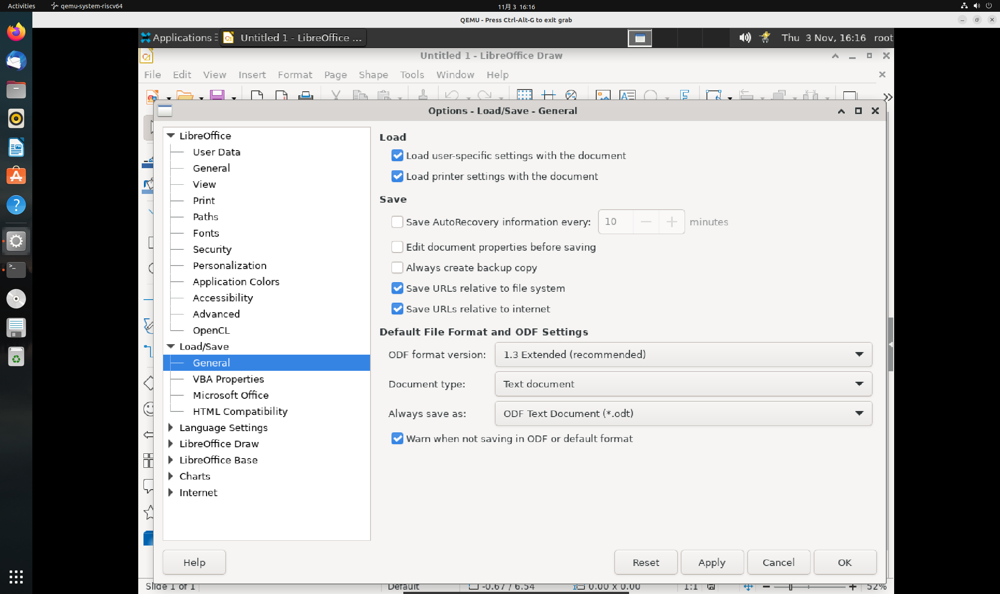 Activities qemu-system-riscv64 11月 3 16:16
QEMU - Press Ctrl-Alt-G to exit grab
Applications Untitled 1 - LibreOffice ... Thu 3 Nov, 16:16 root
Untitled 1 - LibreOffice Draw
File Edit View Insert Format Page Shape Tools Window Help
Options - Load/Save - General
LibreOffice
User Data
General
View
Print
Paths
Fonts
Security
Personalization
Application Colors
Accessibility
Advanced
OpenCL
Load/Save
General
VBA Properties
Microsoft Office
HTML Compatibility
Language Settings
LibreOffice Draw
LibreOffice Base
Charts
Internet
Load
Load user-specific settings with the document
Load printer settings with the document
Save
Save AutoRecovery information every: 10 minutes
Edit document properties before saving
Always create backup copy
Save URLs relative to file system
Save URLs relative to internet
Default File Format and ODF Settings
ODF format version: 1.3 Extended (recommended)
Document type: Text document
Always save as: ODF Text Document (*.odt)
Warn when not saving in ODF or default format
Help Reset Apply Cancel OK
Slide 1 of 1 Default -0.67 / 6.54 0.00 x 0.00 1:1 52%